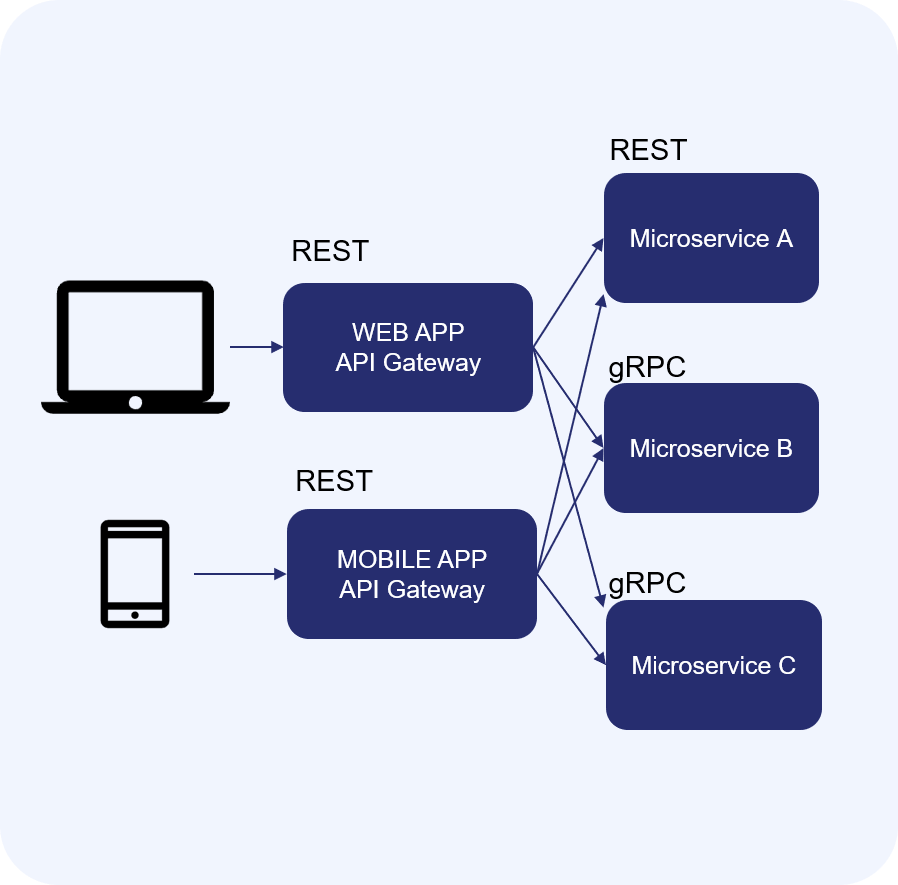 REST
Microservice A
REST
WEB APP
API Gateway
gRPC
Microservice B
REST
MOBILE APP
API Gateway
gRPC
Microservice C